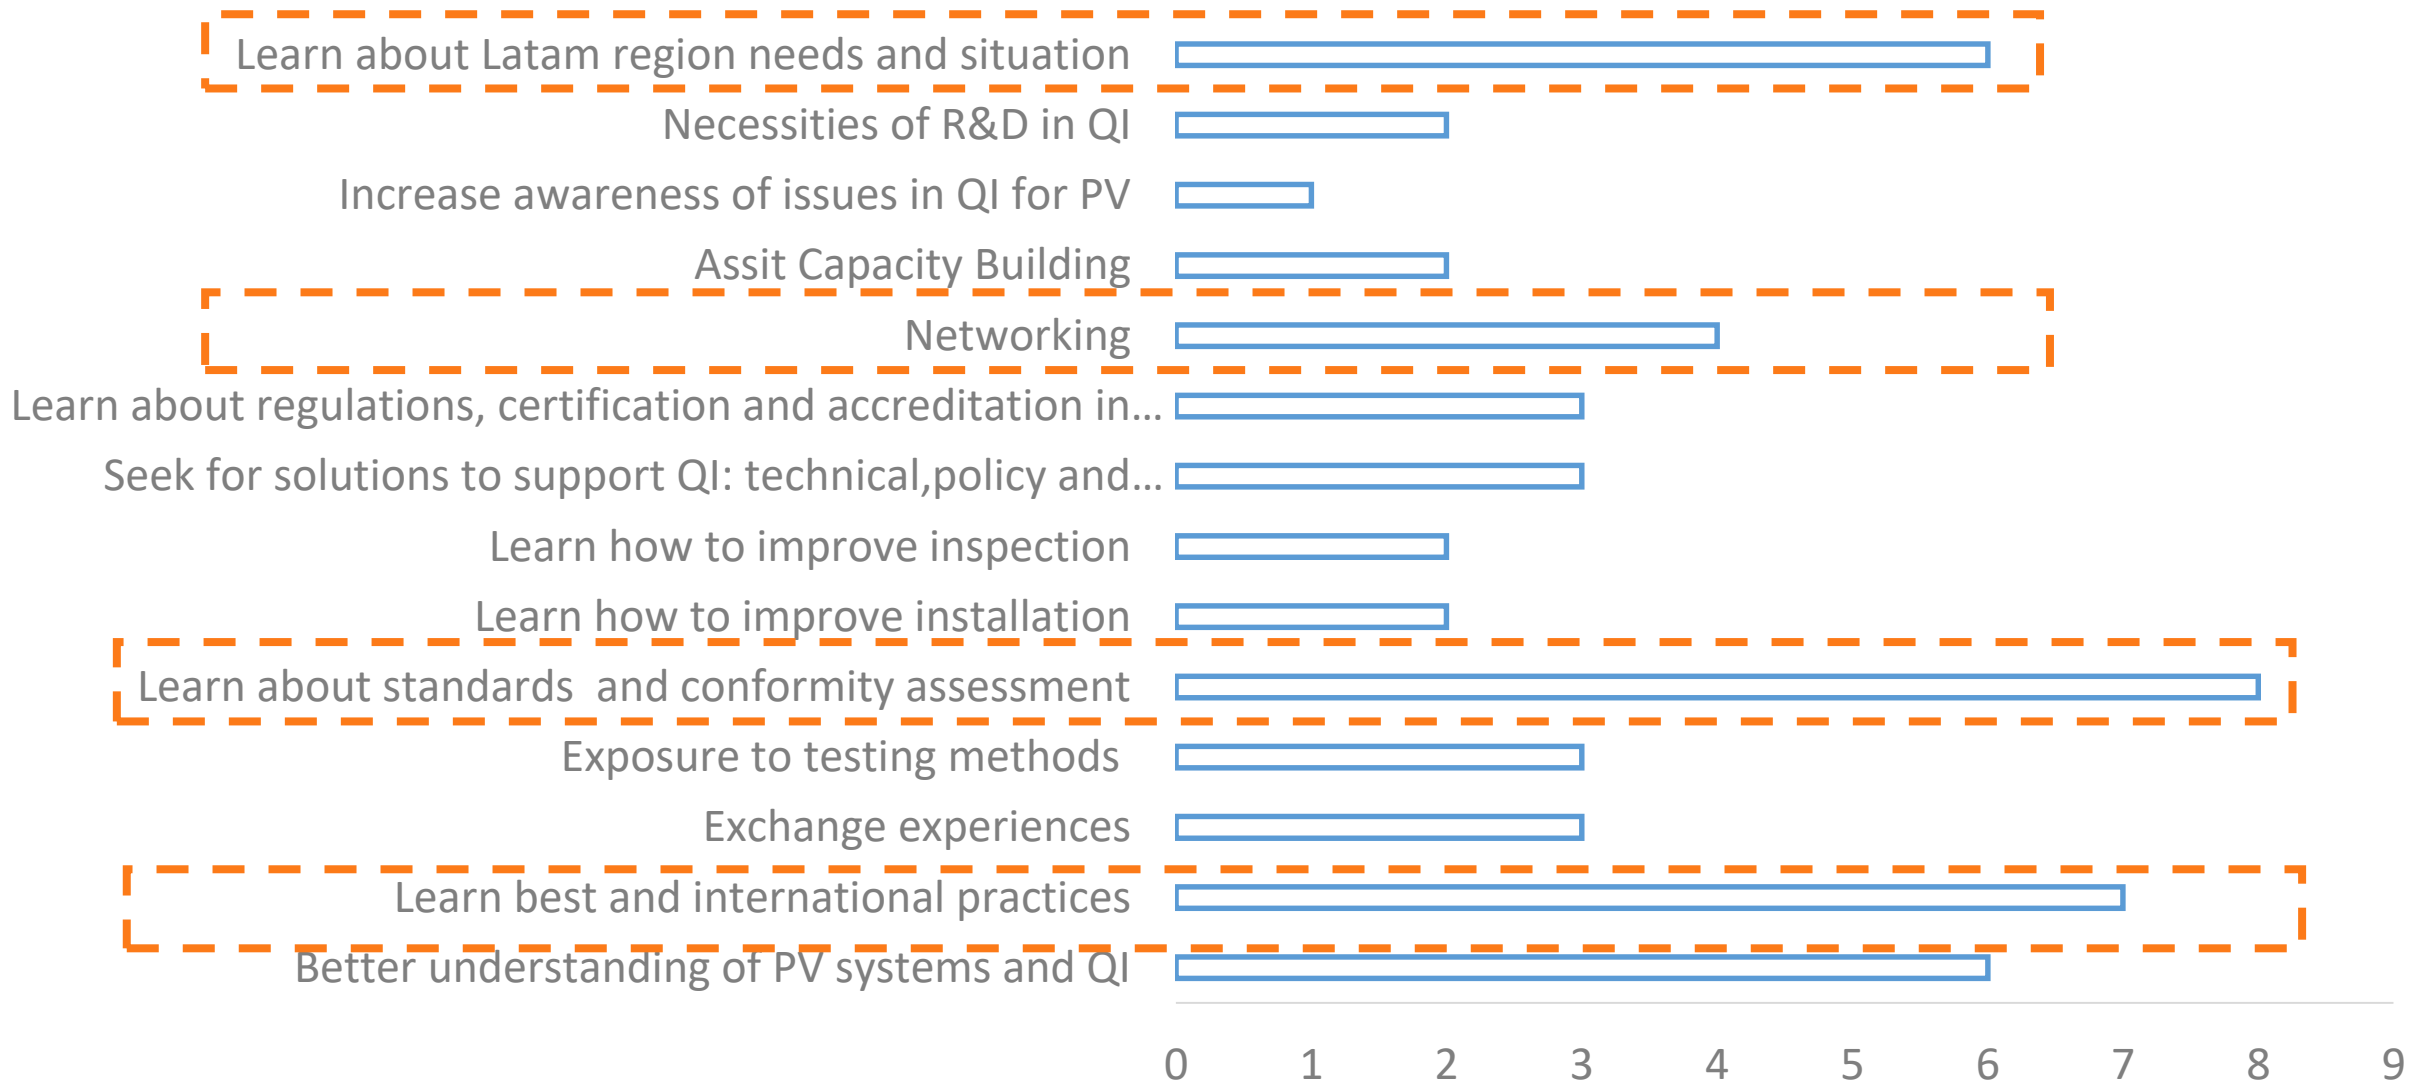 Learn about Latam region needs and situation
Necessities of R&D in QI
Increase awareness of issues in QI for PV
Assit Capacity Building
Networking
Learn about regulations, certification and accreditation in…
Seek for solutions to support QI: technical,policy and…
Learn how to improve inspection
Learn how to improve installation
Learn about standards  and conformity assessment
Exposure to testing methods
Exchange experiences
Learn best and international practices
Better understanding of PV systems and QI
0 1 2 3 4 5 6 7 8 9